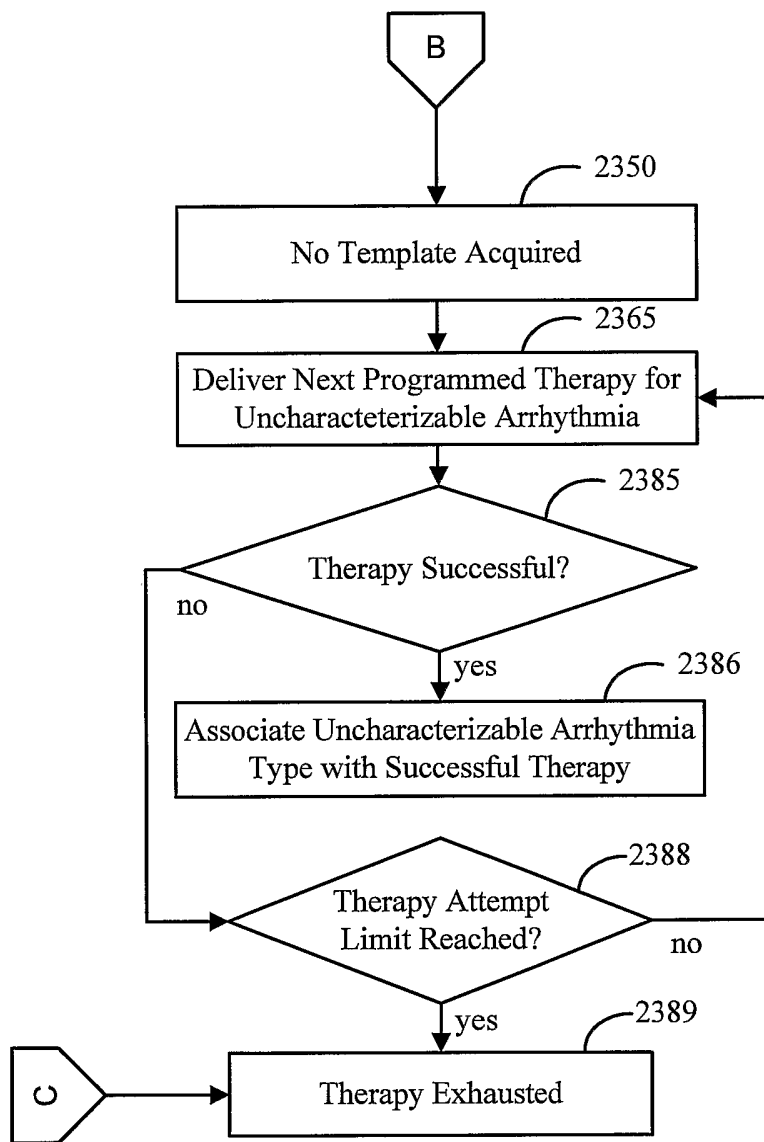 B
2350
No Template Acquired
2365
Deliver Next Programmed Therapy for
Uncharacteterizable Arrhythmia
2385
Therapy Successful?
no
yes
2386
Associate Uncharacterizable Arrhythmia
Type with Successful Therapy
2388
Therapy Attempt
Limit Reached?
no
yes
2389
C
Therapy Exhausted